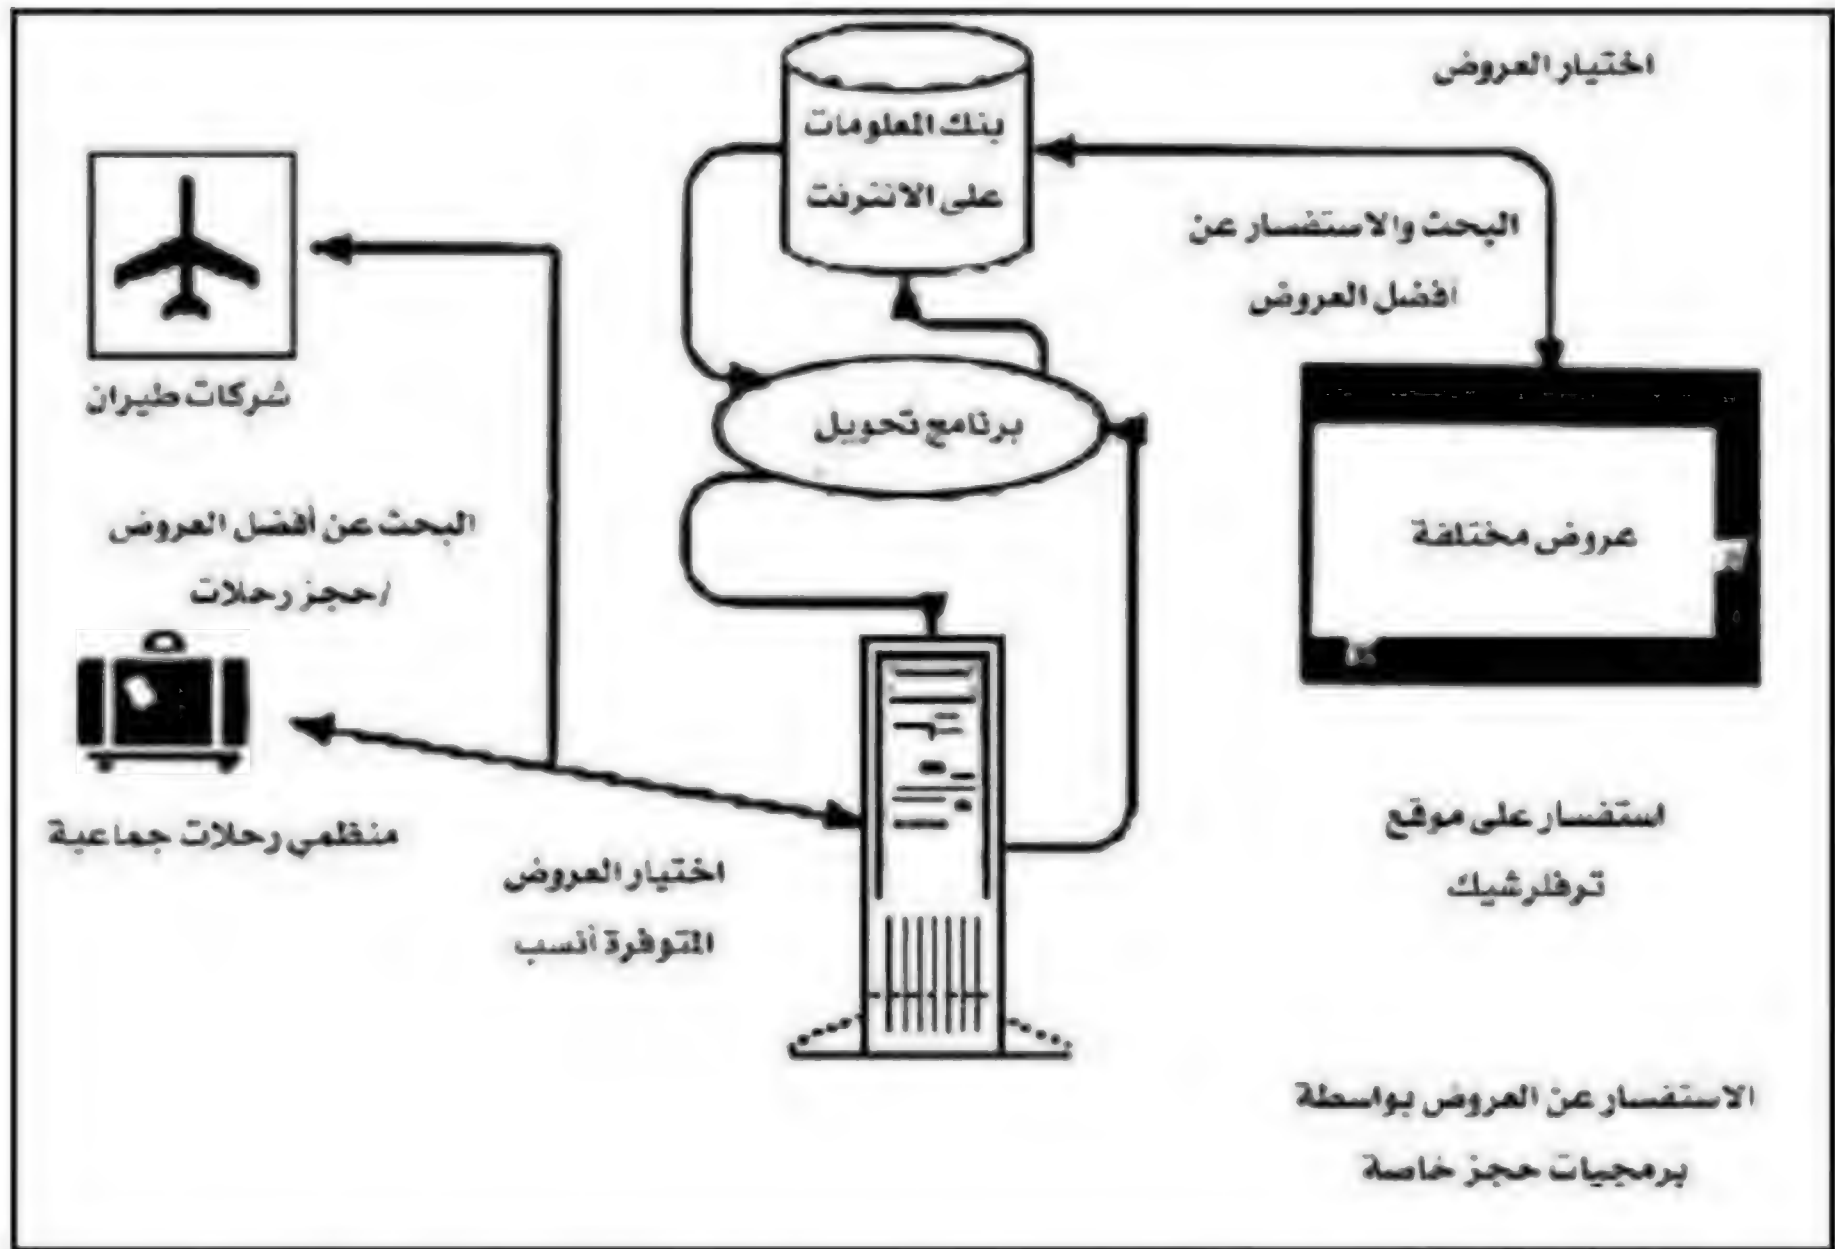 اختيار العروض
بنك المعلومات
على الانترنت
البحث والاستفسار عن
افضل العروض
شركات طيران
برنامج تحويل
البحث عن أفضل العروض
/حجز رحلات
عروض مختلفة
منظمي رحلات جماعية
اختيار العروض
المتوفرة أنسب
استفسار على موقع
ترفلرشيك
الاستفسار عن العروض بواسطة
برمجيات حجز خاصة